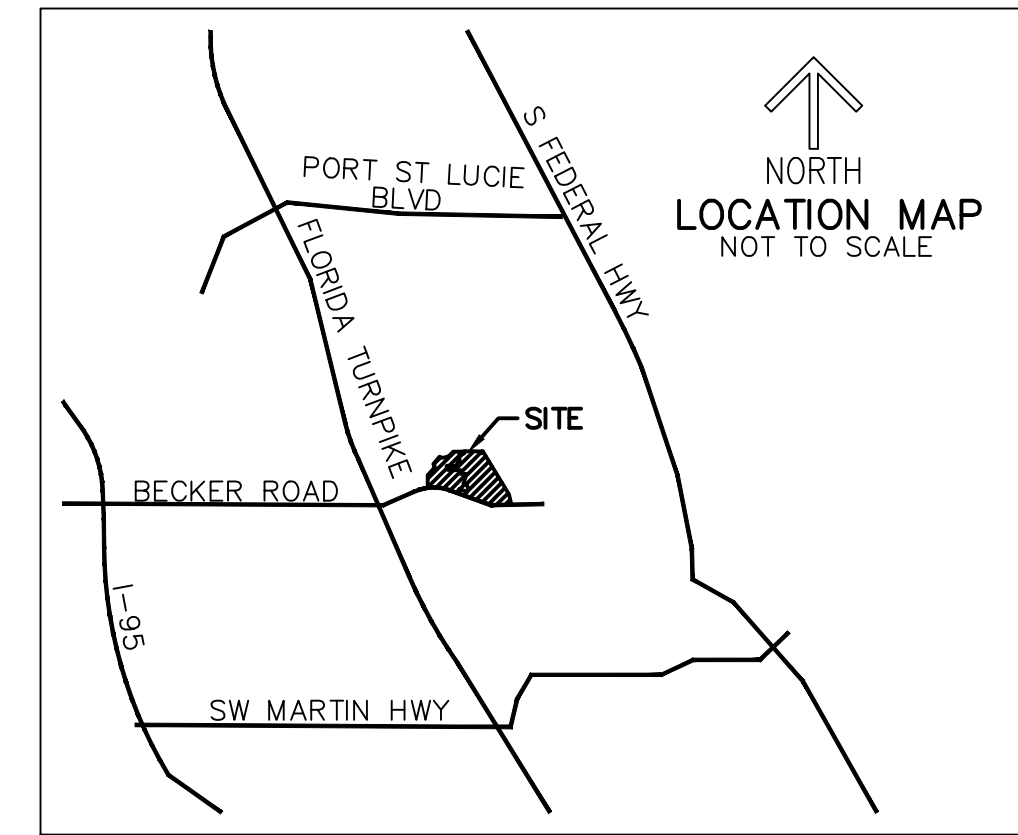 S FEDERAL HWY
PORT ST LUCIE
BLVD
NORTH
LOCATION MAP
NOT TO SCALE
FLORIDA TURNPIKE
SITE
BECKER ROAD
I-95
SW MARTIN HWY